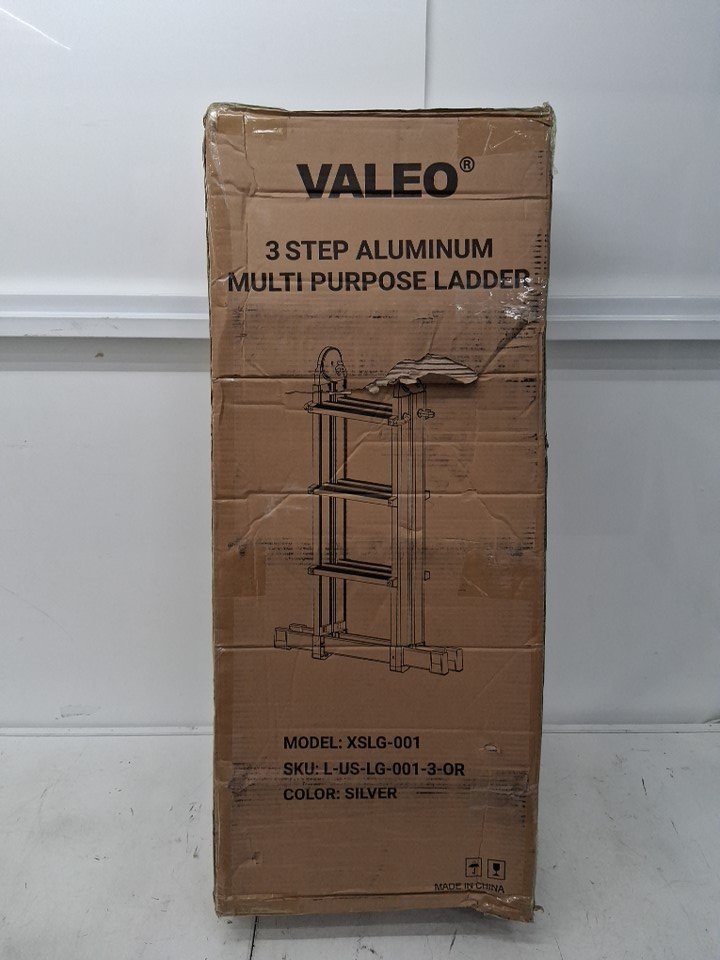 VALEO®
3 STEP ALUMINUM
MULTI PURPOSE LADDER
MODEL: XSLG-001
SKU: L-US-LG-001-3-OR
COLOR: SILVER
MADE IN CHINA